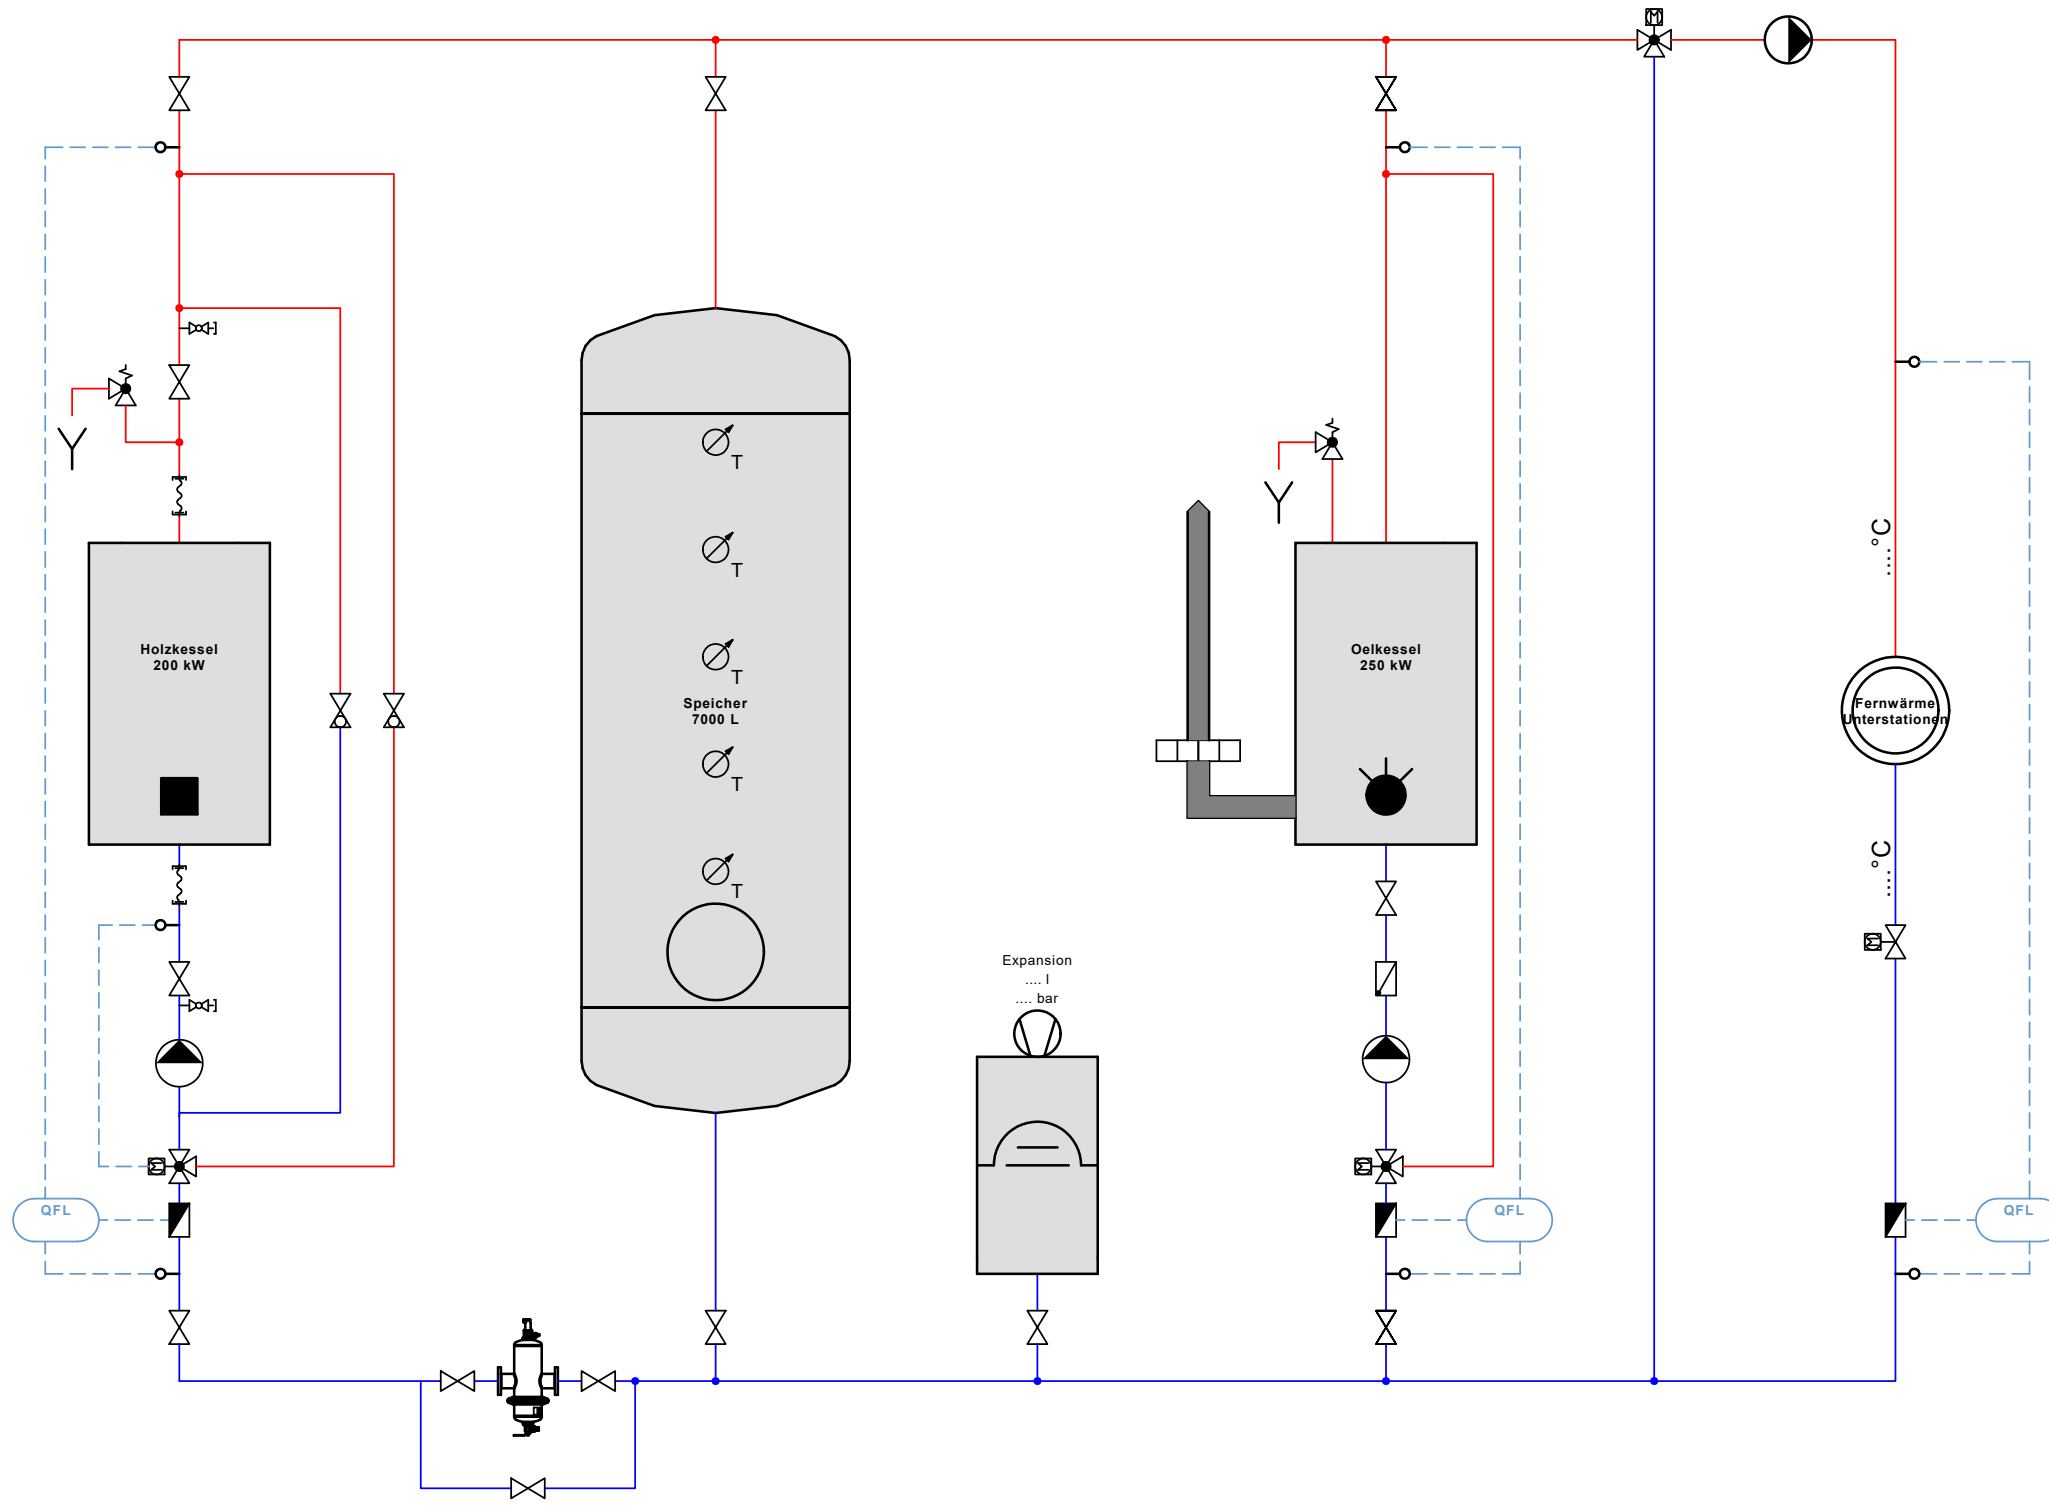 M
T
T
Holzkessel
200 kW
Oelkessel
250 kW
T
Speicher
7000 L
Fernwärme
Unterstationen
T
T
.....°C
.....°C
Expansion
.... l
.... bar
M
M
M
QFL
QFL
QFL